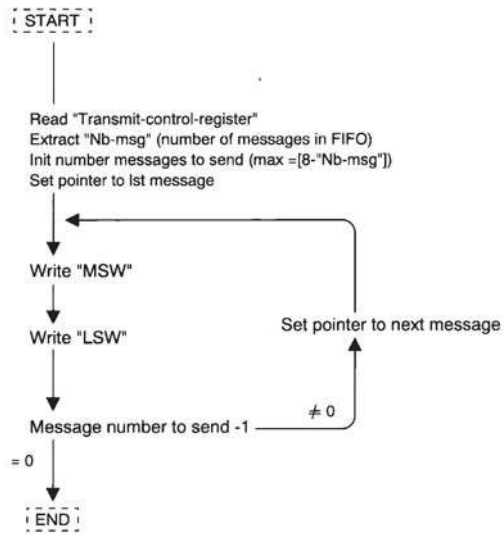 START
Read "Transmit-control-register"
Extract "Nb-msg" (number of messages in FIFO)
Init number messages to send (max =[8-"Nb-msg"])
Set pointer to lst message
Write "MSW"
Write "LSW"
Set pointer to next message
Message number to send -1
≠ 0
= 0
END